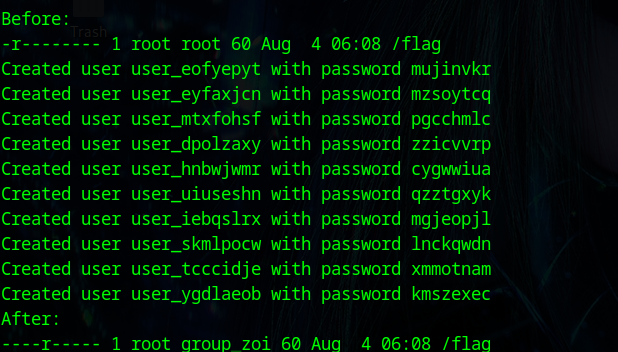 Before:
Trash
-r-------- 1 root root 60 Aug  4 06:08 /flag
Created user user_eofyepyt with password mujinvkr
Created user user_eyfaxjcn with password mzsoytcq
Created user user_mtxfohsf with password pgcchmlc
Created user user_dpolzaxy with password zzicvvrp
Created user user_hnbwjwmr with password cygwwiua
Created user user_uiuseshn with password qzztgxyk
Created user user_iebqslrx with password mgjeopjl
Created user user_skmlpocw with password lnckqwdn
Created user user_tcccidje with password xmmotnam
Created user user_ygdlaeob with password kmszexec
After:
----r----- 1 root group_zoi 60 Aug  4 06:08 /flag